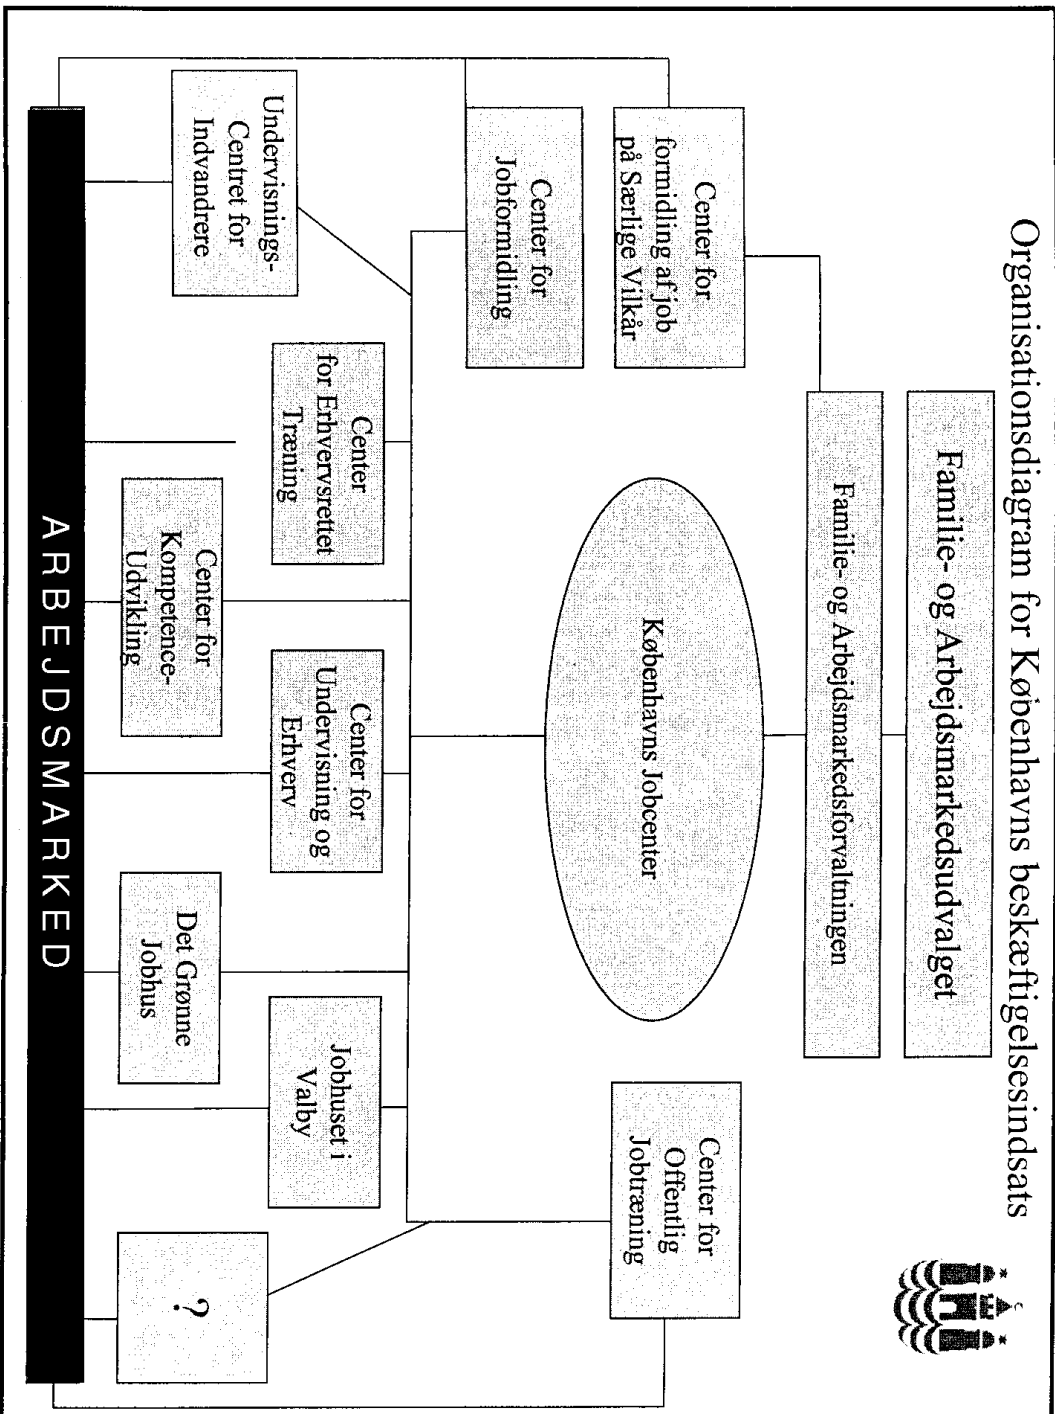 Organisationsdiagram for Københavns beskæftigelsesindsats
Familie- og Arbejdsmarkedsudvalget
Familie- og Arbejdsmarkedsforvaltningen
Center for
formidling af job
på Særlige Vilkår
Center for
Offentlig
Jobtræning
Københavns Jobcenter
Center for
Jobformidling
Center
for Erhvervsrettet
Træning
Center for
Undervisning og
Erhverv
Jobhuset i
Valby
Undervisnings-
Centret for
Indvandrere
Center for
Kompetence-
Udvikling
Det Grønne
Jobhus
?
ARBEJDSMARKED